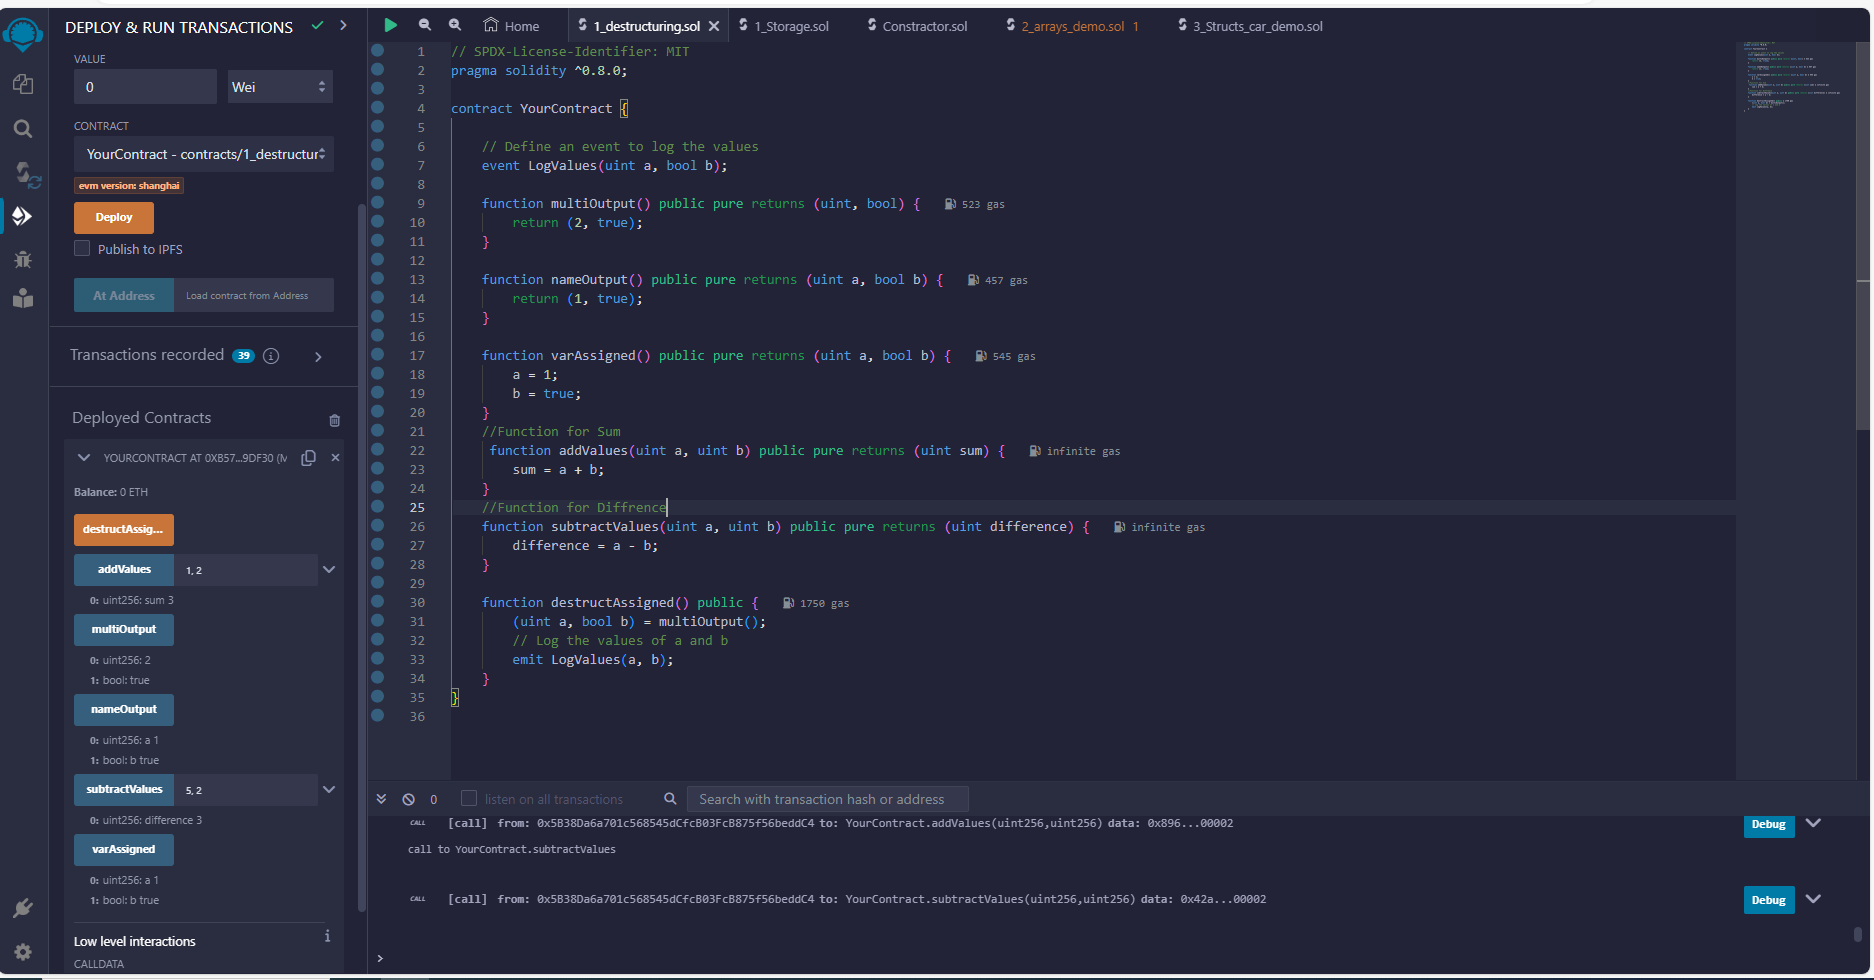 DEPLOY & RUN TRANSACTIONS
VALUE
0
Wei
CONTRACT
YourContract - contracts/1_destructur
evm version: shanghai
Deploy
Publish to IPFS
At Address
Load contract from Address
Transactions recorded 39
Deployed Contracts
YOURCONTRACT AT 0XB57...9DF30 (M
Balance: 0 ETH
destructAssig...
addValues 1, 2
0: uint256: sum 3
multiOutput
0: uint256: 2
1: bool: true
nameOutput
0: uint256: a 1
1: bool: b true
subtractValues 5, 2
0: uint256: difference 3
varAssigned
0: uint256: a 1
1: bool: b true
Low level interactions
CALLDATA
Home
1_destructuring.sol
1_Storage.sol
Constractor.sol
2_arrays_demo.sol 1
3_Structs_car_demo.sol
1 // SPDX-License-Identifier: MIT
2 pragma solidity ^0.8.0;
3
4 contract YourContract {
5
6 // Define an event to log the values
7 event LogValues(uint a, bool b);
8
9 function multiOutput() public pure returns (uint, bool) { 523 gas
10 return (2, true);
11 }
12
13 function nameOutput() public pure returns (uint a, bool b) { 457 gas
14 return (1, true);
15 }
16
17 function varAssigned() public pure returns (uint a, bool b) { 545 gas
18 a = 1;
19 b = true;
20 }
21 //Function for Sum
22 function addValues(uint a, uint b) public pure returns (uint sum) { infinite gas
23 sum = a + b;
24 }
25 //Function for Diffrence
26 function subtractValues(uint a, uint b) public pure returns (uint difference) { infinite gas
27 difference = a - b;
28 }
29
30 function destructAssigned() public { 1750 gas
31 (uint a, bool b) = multiOutput();
32 // Log the values of a and b
33 emit LogValues(a, b);
34 }
35 }
36
0
listen on all transactions
Search with transaction hash or address
CALL [call] from: 0x5B38Da6a701c568545dCfcB03FcB875f56beddC4 to: YourContract.addValues(uint256,uint256) data: 0x896...00002
Debug
call to YourContract.subtractValues
CALL [call] from: 0x5B38Da6a701c568545dCfcB03FcB875f56beddC4 to: YourContract.subtractValues(uint256,uint256) data: 0x42a...00002
Debug
>